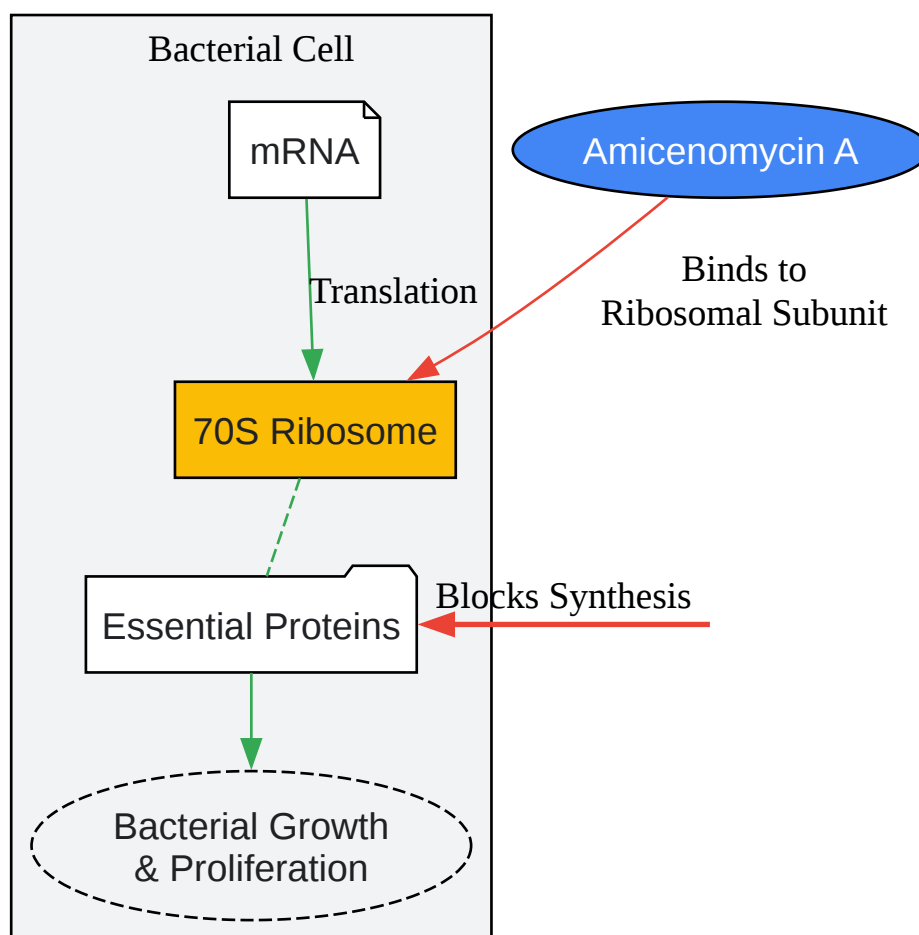 Bacterial Cell
mRNA
Amicenomycin A
Translation
Binds to
Ribosomal Subunit
70S Ribosome
Essential Proteins
Blocks Synthesis
Bacterial Growth
& Proliferation